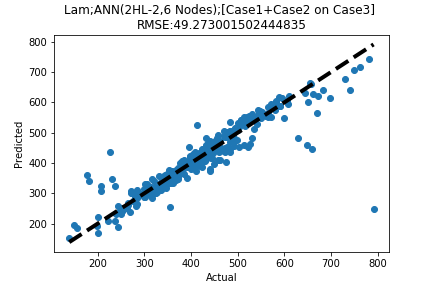 Lam;ANN(2HL-2,6 Nodes);[Case1+Case2 on Case3]
RMSE:49.273001502444835
800
700
600
500
400
300
200
Predicted
200 300 400 500 600 700 800
Actual